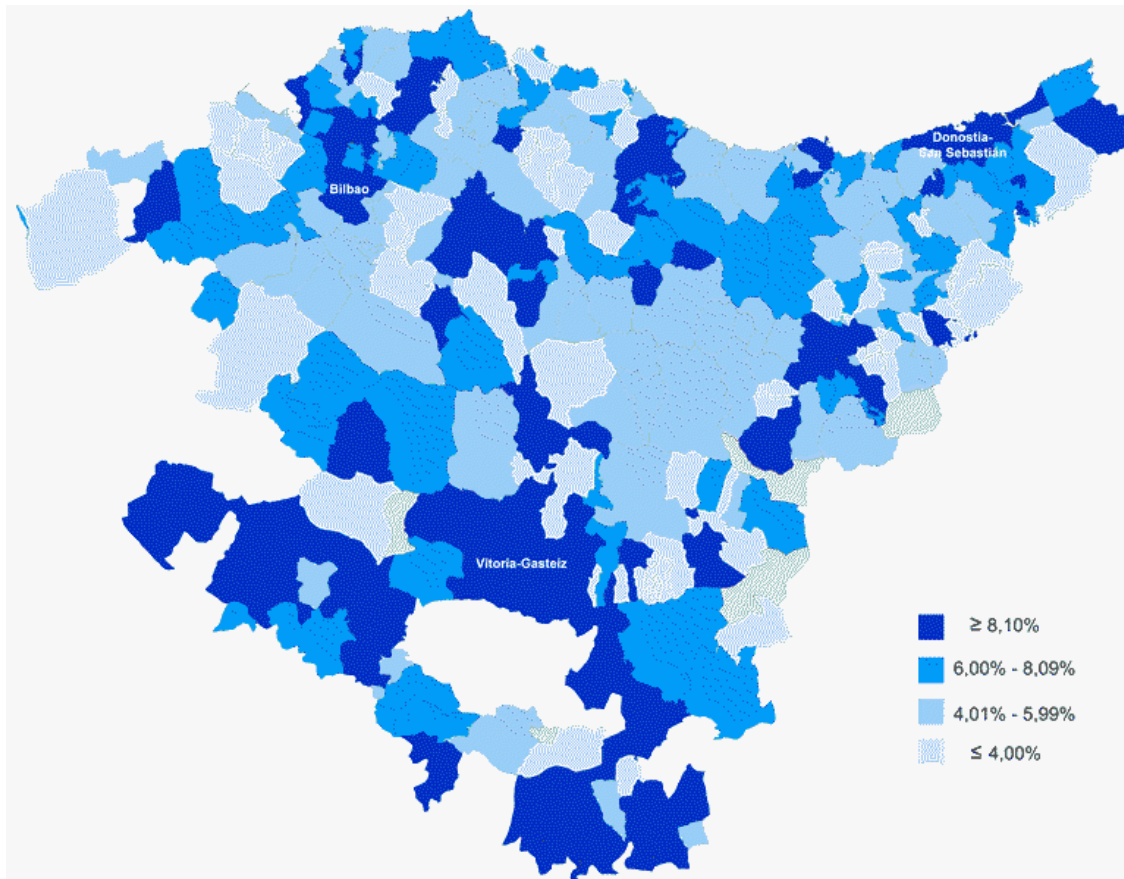 Donostia-
San Sebastián
Bilbao
Vitoria-Gasteiz
≥ 8,10%
6,00% - 8,09%
4,01% - 5,99%
≤ 4,00%